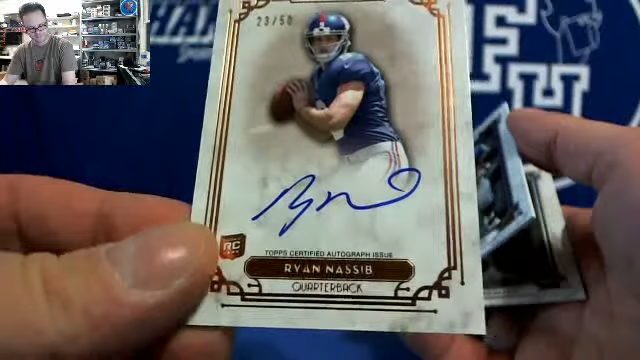 23/50
TOPPS CERTIFIED AUTOGRAPH ISSUE
RC
RYAN NASSIB
QUARTERBACK